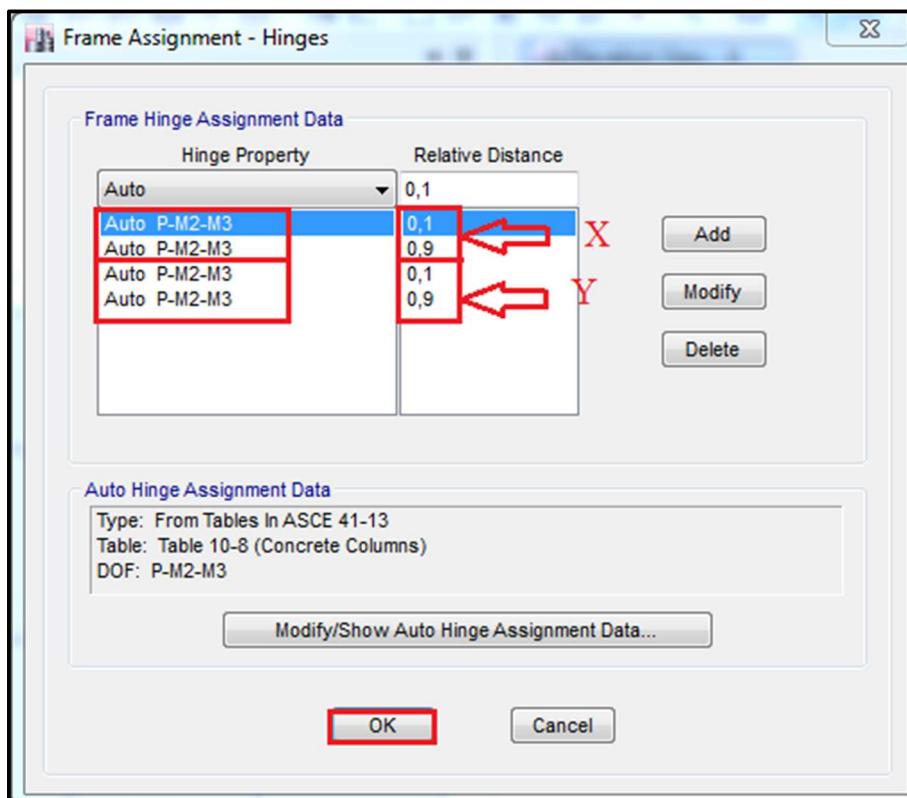 Frame Assignment - Hinges
Frame Hinge Assignment Data
Hinge Property Relative Distance
Auto 0,1
Auto P-M2-M3 0,1
Auto P-M2-M3 0,9
X
Auto P-M2-M3 0,1
Auto P-M2-M3 0,9
Y
Add
Modify
Delete
Auto Hinge Assignment Data
Type: From Tables In ASCE 41-13
Table: Table 10-8 (Concrete Columns)
DOF: P-M2-M3
Modify/Show Auto Hinge Assignment Data...
OK Cancel